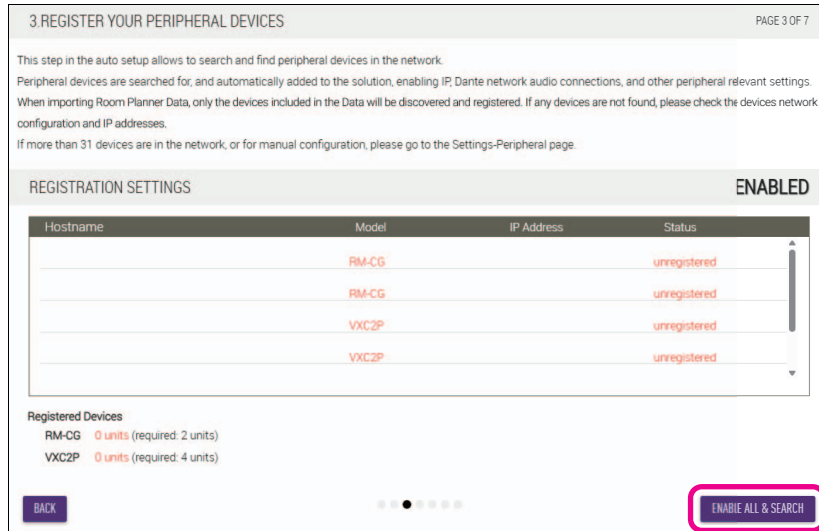 3.REGISTER YOUR PERIPHERAL DEVICES PAGE 3 OF 7
This step in the auto setup allows to search and find peripheral devices in the network.
Peripheral devices are searched for, and automatically added to the solution, enabling IP, Dante network audio connections, and other peripheral relevant settings.
When importing Room Planner Data, only the devices included in the Data will be discovered and registered. If any devices are not found, please check the devices network
configuration and IP addresses.
If more than 31 devices are in the network, or for manual configuration, please go to the Settings-Peripheral page.
REGISTRATION SETTINGS ENABLED
Hostname Model IP Address Status
RM-CG unregistered
RM-CG unregistered
VXC2P unregistered
VXC2P unregistered
Registered Devices
RM-CG 0 units (required: 2 units)
VXC2P 0 units (required: 4 units)
BACK ENABLE ALL & SEARCH